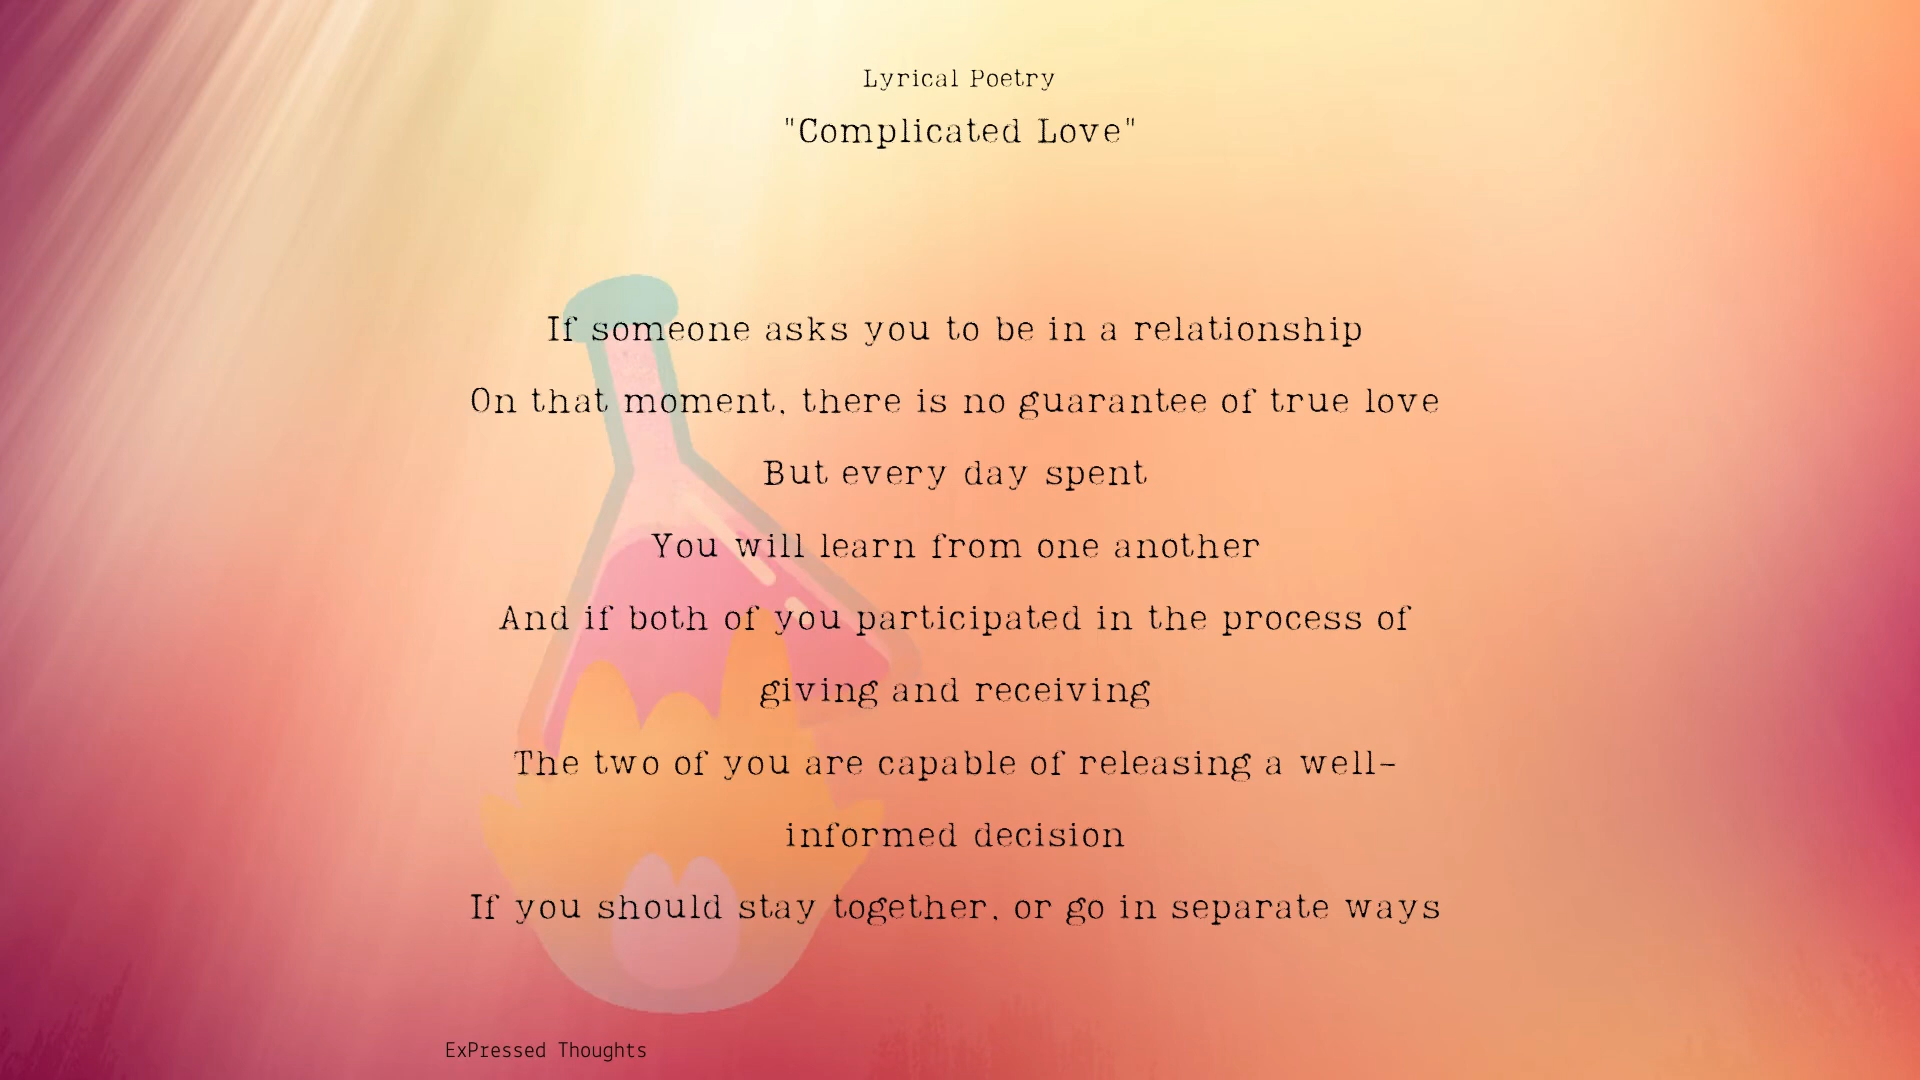 Lyrical Poetry
"Complicated Love"
If someone asks you to be in a relationship
On that moment, there is no guarantee of true love
But every day spent
You will learn from one another
And if both of you participated in the process of
giving and receiving
The two of you are capable of releasing a well-
informed decision
If you should stay together, or go in separate ways
ExPressed Thoughts